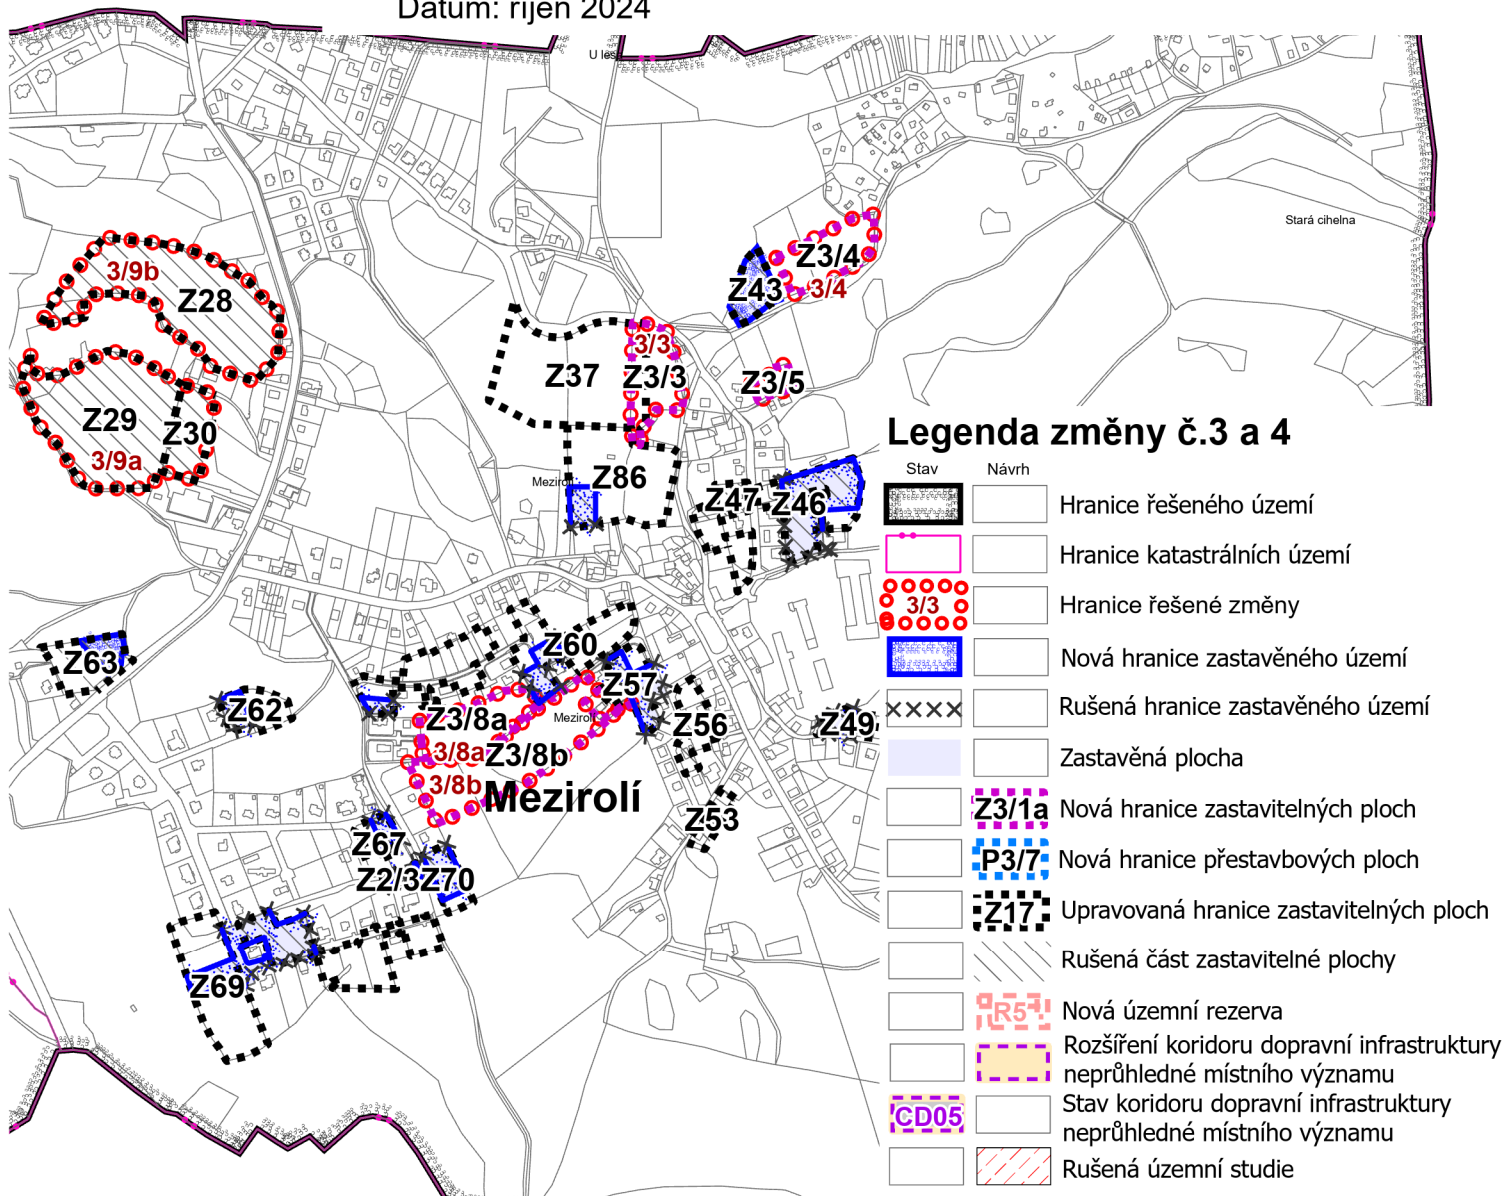 Datum: říjen 2024
U les
Stará cihelna
3/9b
Z28
Z3/4
3/4
Z43
3/3
Z37
Z3/3
Z3/5
Z29
Z30
3/9a
Mezirolí
Z86
Z47
Z46
Z63
Z60
Z62
Z57
Z3/8a
Mezirolí
Z56
Z49
3/8a
Z3/8b
3/8b
Mezirolí
Z53
Z67
Z2/3
Z70
Z69
Legenda změny č.3 a 4
Stav
Návrh
Hranice řešeného území
Hranice katastrálních území
3/3
Hranice řešené změny
Nová hranice zastavěného území
Rušená hranice zastavěného území
Zastavěná plocha
Z3/1a
Nová hranice zastavitelných ploch
P3/7
Nová hranice přestavbových ploch
Z17
Upravovaná hranice zastavitelných ploch
Rušená část zastavitelné plochy
R5
Nová územní rezerva
Rozšíření koridoru dopravní infrastruktury
neprůhledné místního významu
CD05
Stav koridoru dopravní infrastruktury
neprůhledné místního významu
Rušená územní studie